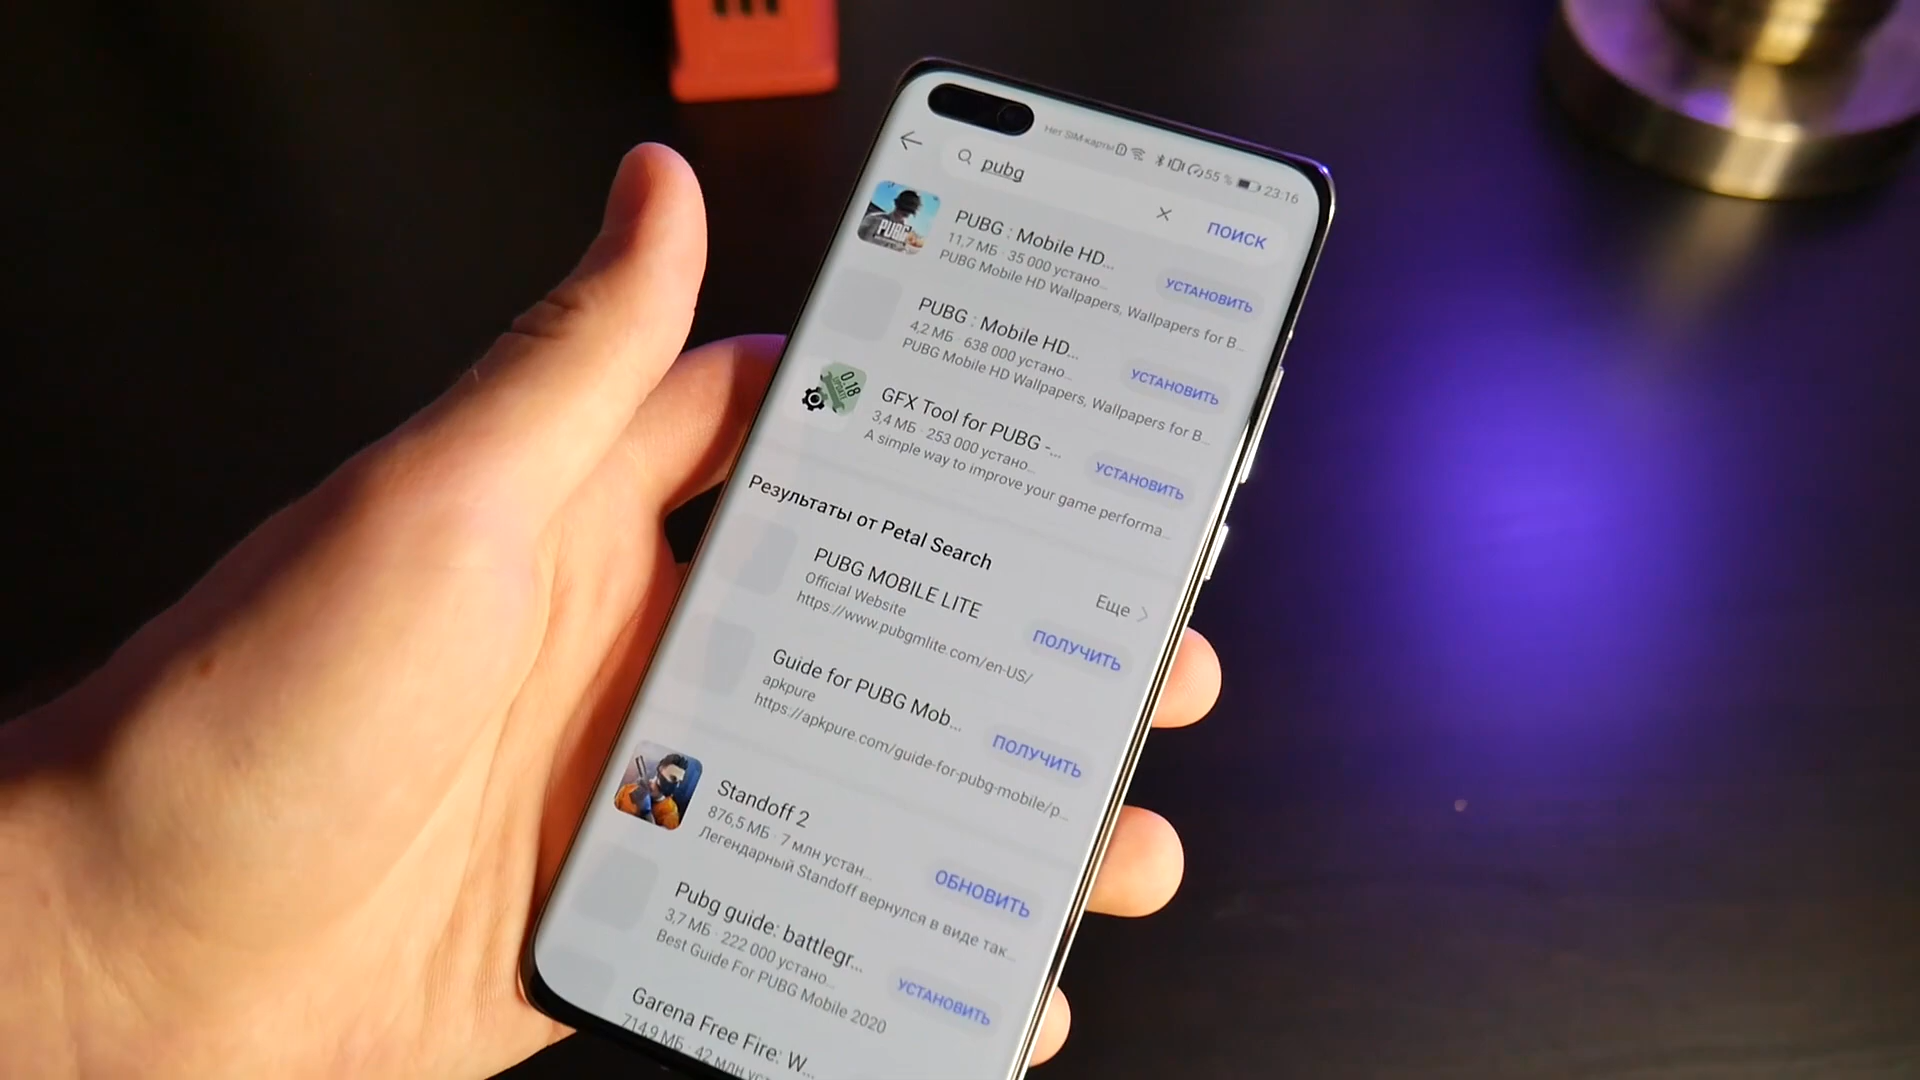 Нет SIM-карты
55 %
23:16
pubg
ПОИСК
PUBG : Mobile HD...
11,7 МБ · 35 000 устано...
PUBG Mobile HD Wallpapers, Wallpapers for B...
УСТАНОВИТЬ
PUBG
PUBG : Mobile HD...
4,2 МБ · 638 000 устано...
PUBG Mobile HD Wallpapers, Wallpapers for B...
УСТАНОВИТЬ
0.18
GFX Tool for PUBG -...
3,4 МБ · 253 000 устано...
A simple way to improve your game performa...
УСТАНОВИТЬ
Результаты от Petal Search
Еще
PUBG MOBILE LITE
Official Website
https://www.pubgmlite.com/en-US/
ПОЛУЧИТЬ
Guide for PUBG Mob...
apkpure
https://apkpure.com/guide-for-pubg-mobile/p...
ПОЛУЧИТЬ
Standoff 2
876,5 МБ · 7 млн устан...
Легендарный Standoff вернулся в виде так...
ОБНОВИТЬ
Pubg guide: battlegr...
3,7 МБ · 222 000 устано...
Best Guide For PUBG Mobile 2020
УСТАНОВИТЬ
Garena Free Fire: W...
714,9 МБ · 42 млн уст...